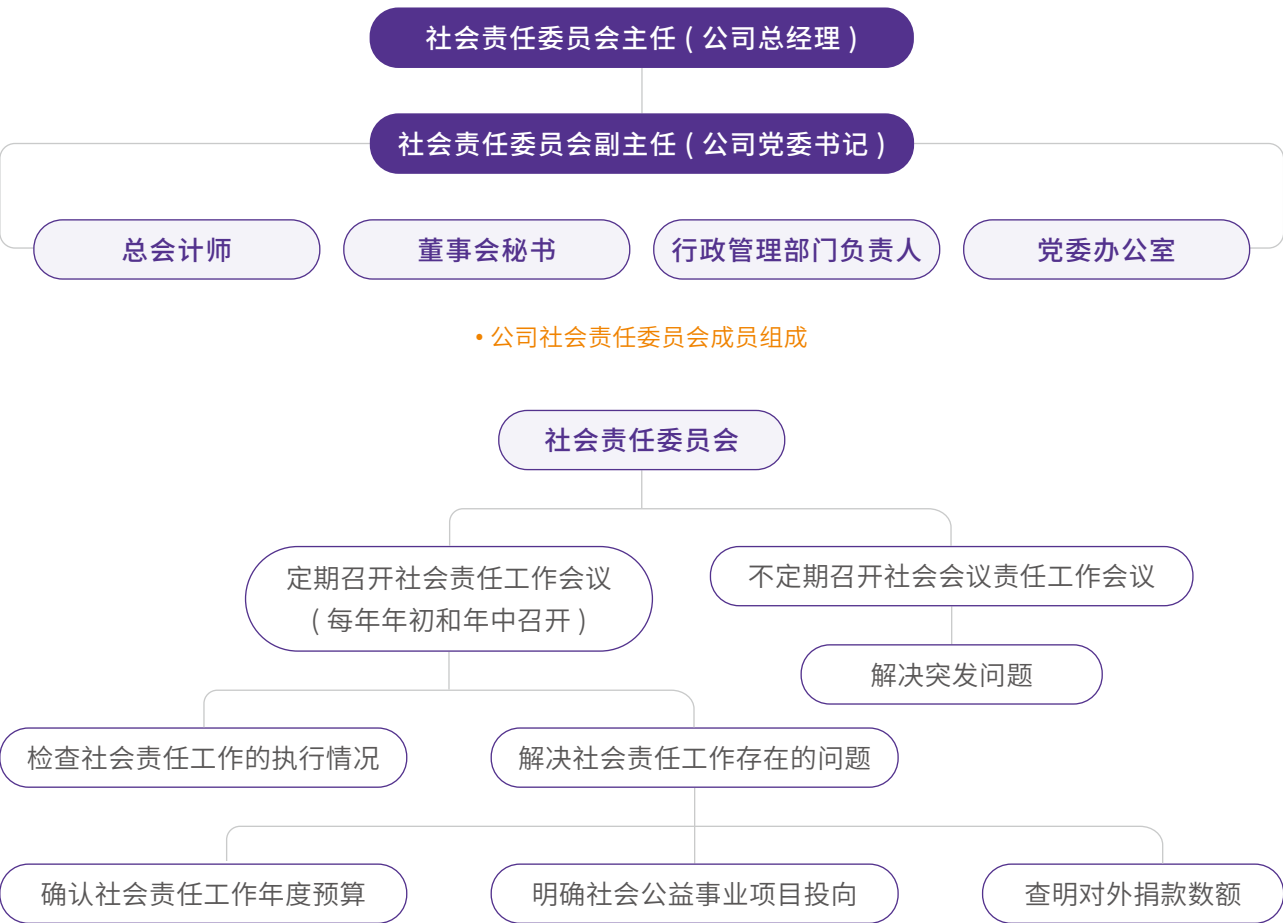 社会责任委员会主任 ( 公司总经理 )
社会责任委员会副主任 ( 公司党委书记 )
总会计师
董事会秘书
行政管理部门负责人
党委办公室
• 公司社会责任委员会成员组成
社会责任委员会
定期召开社会责任工作会议
( 每年年初和年中召开 )
不定期召开社会会议责任工作会议
解决突发问题
检查社会责任工作的执行情况
解决社会责任工作存在的问题
确认社会责任工作年度预算
明确社会公益事业项目投向
查明对外捐款数额